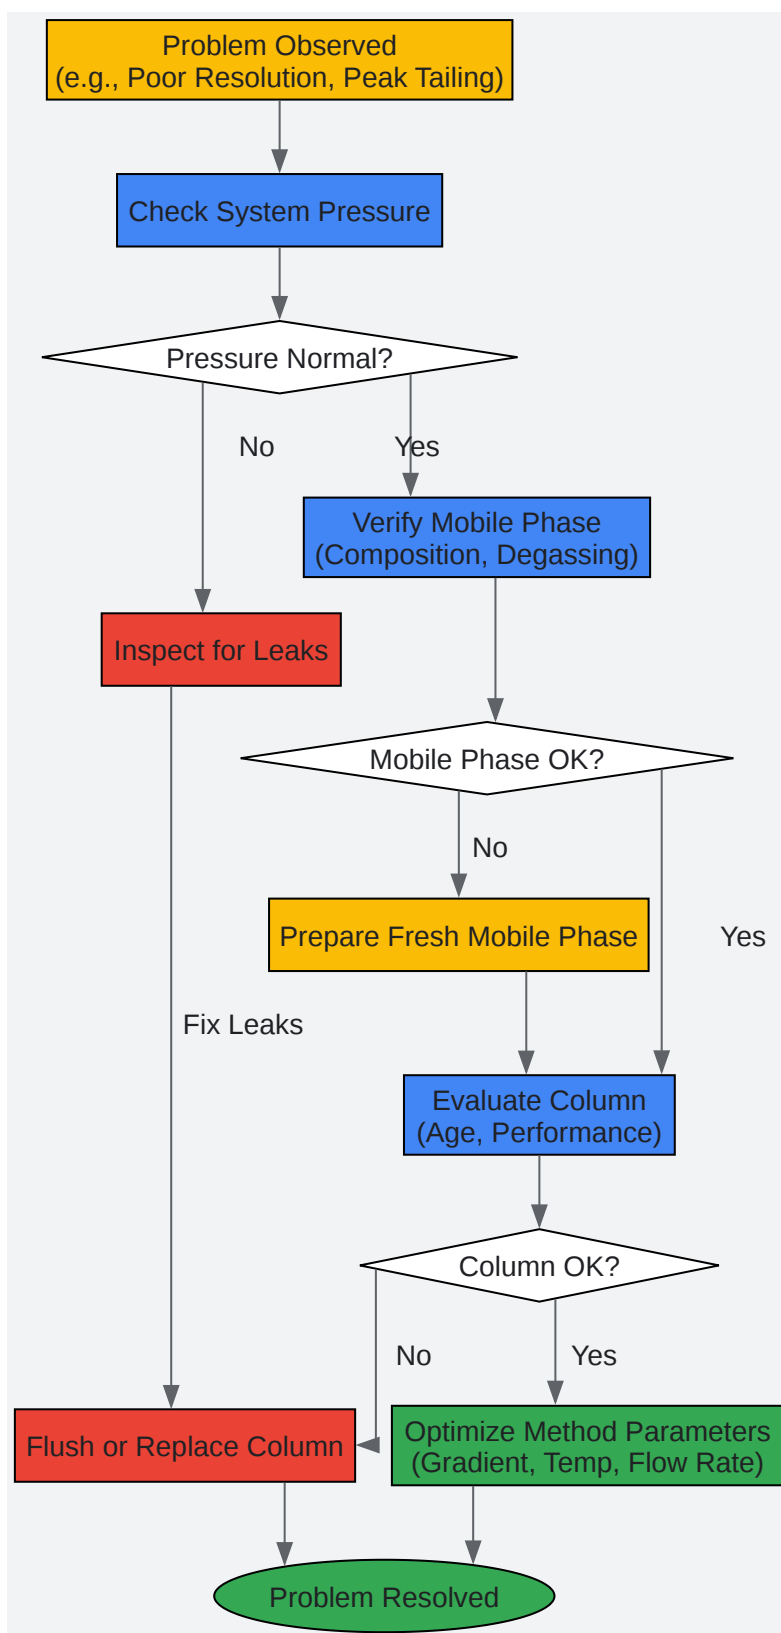 Problem Observed
(e.g., Poor Resolution, Peak Tailing)
Check System Pressure
Pressure Normal?
No
Yes
Verify Mobile Phase
(Composition, Degassing)
Inspect for Leaks
Mobile Phase OK?
No
Prepare Fresh Mobile Phase
Yes
Fix Leaks
Evaluate Column
(Age, Performance)
Column OK?
No
Yes
Flush or Replace Column
Optimize Method Parameters
(Gradient, Temp, Flow Rate)
Problem Resolved